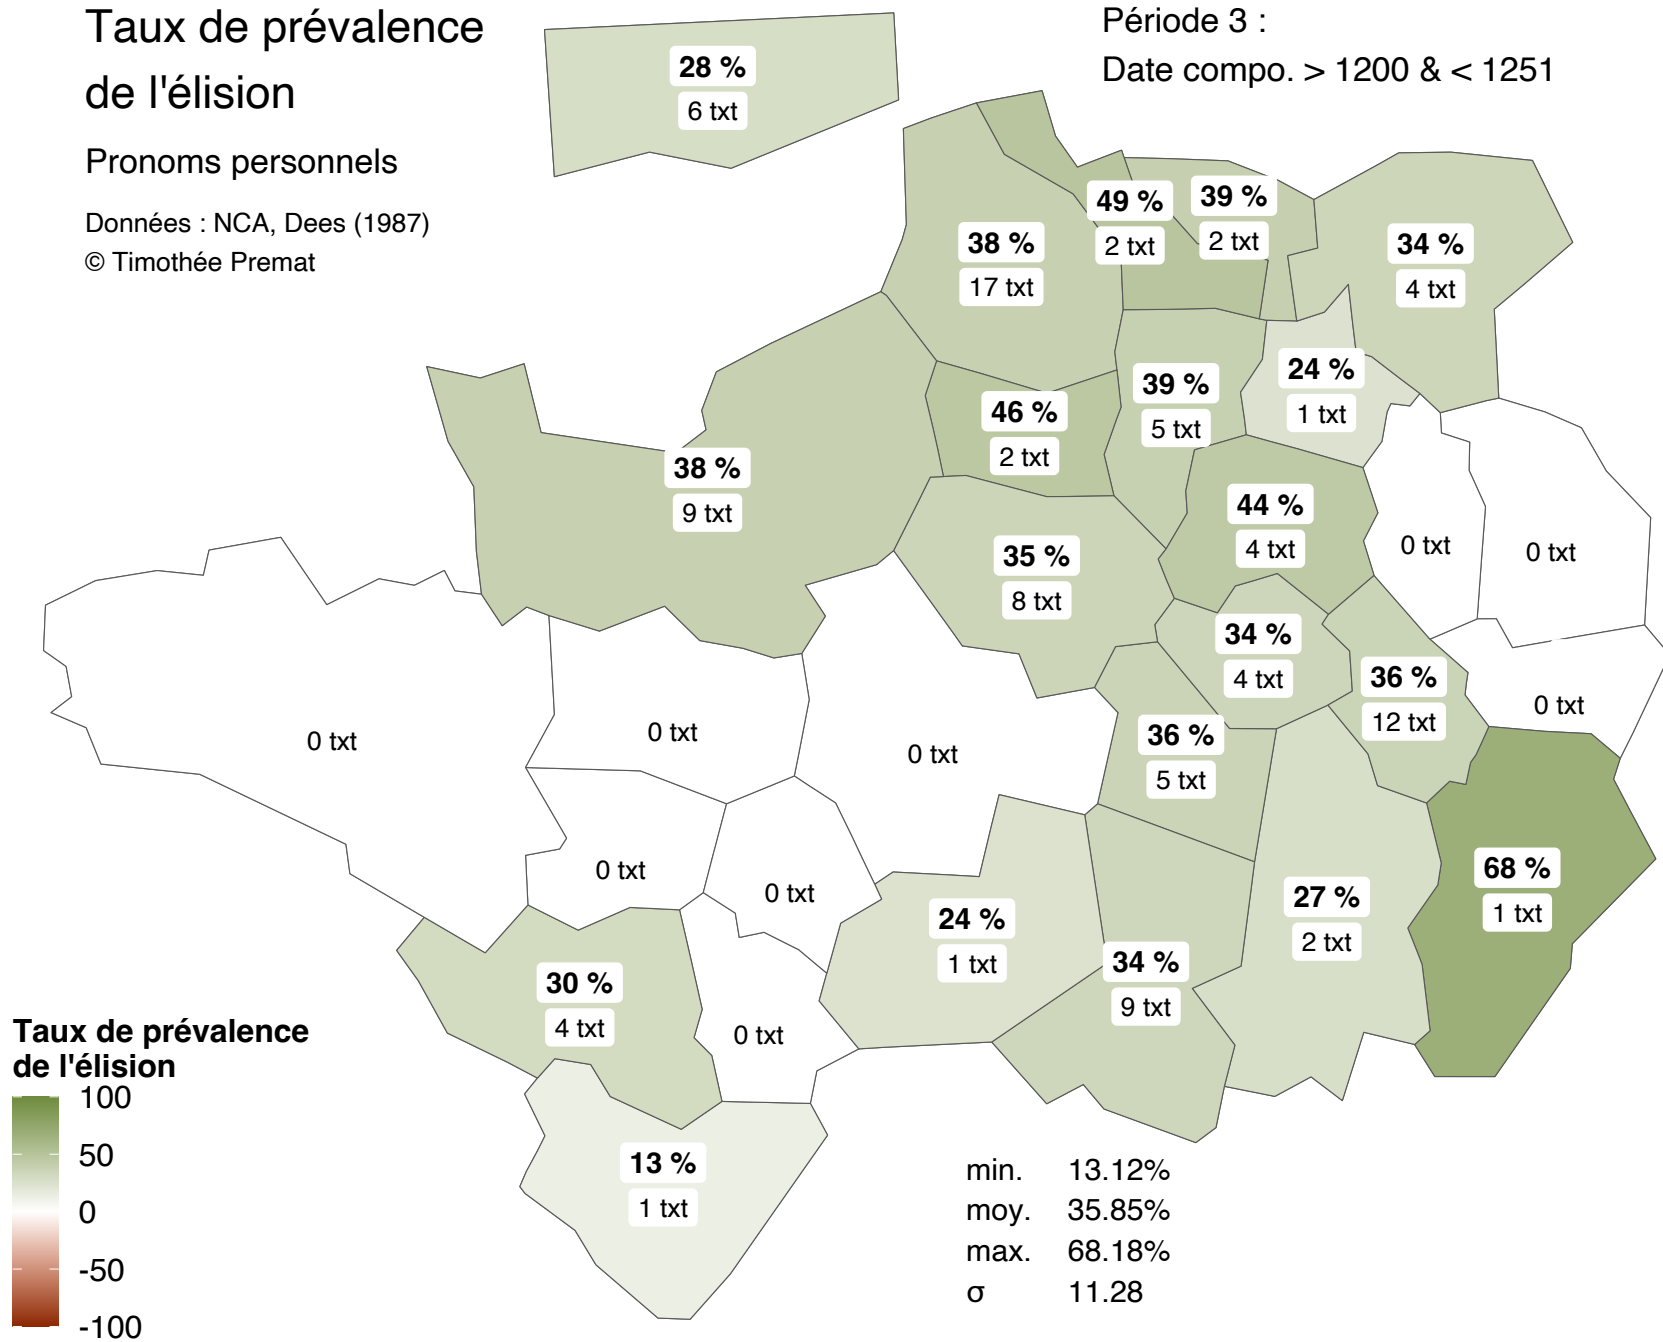 Taux de prévalence
de l'élision
Pronoms personnels
Données : NCA, Dees (1987)
© Timothée Premat
Période 3 :
Date compo. > 1200 & < 1251
28 %
6 txt
49 %
2 txt
39 %
2 txt
38 %
17 txt
34 %
4 txt
24 %
1 txt
39 %
5 txt
46 %
2 txt
38 %
9 txt
44 %
4 txt
0 txt
0 txt
35 %
8 txt
34 %
4 txt
36 %
12 txt
0 txt
0 txt
0 txt
0 txt
36 %
5 txt
0 txt
0 txt
68 %
1 txt
27 %
2 txt
24 %
1 txt
34 %
9 txt
30 %
4 txt
0 txt
13 %
1 txt
Taux de prévalence
de l'élision
100
50
0
-50
-100
min. 13.12%
moy. 35.85%
max. 68.18%
σ 11.28